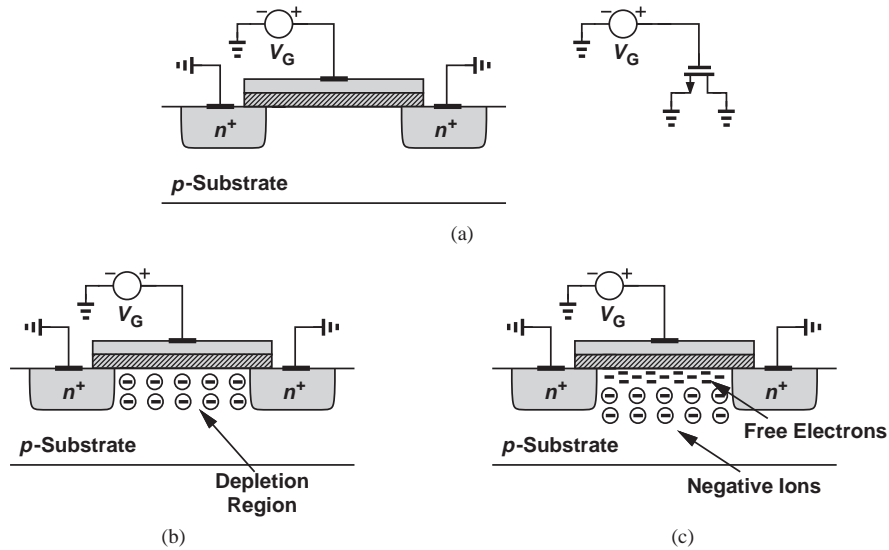 − +
V_G
n+
n+
p-Substrate
− +
V_G
(a)
− +
V_G
n+
n+
p-Substrate
Depletion
Region
(b)
− +
V_G
n+
n+
p-Substrate
Free Electrons
Negative Ions
(c)